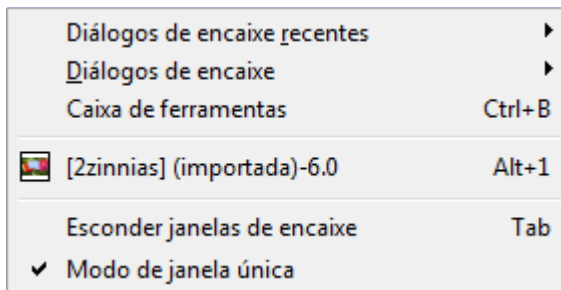 Diálogos de encaixe recentes
Diálogos de encaixe
Caixa de ferramentas Ctrl+B
[2zinnias] (importada)-6.0 Alt+1
Esconder janelas de encaixe Tab
Modo de janela única